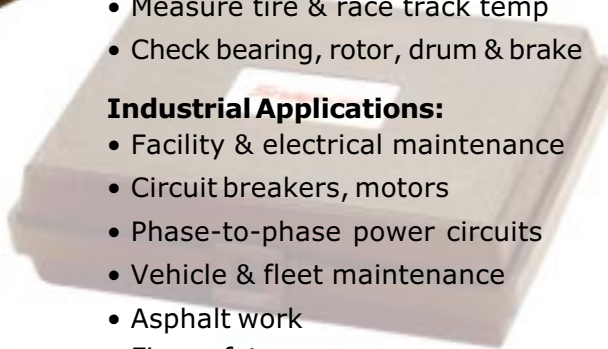 • Measure tire & race track temp
• Check bearing, rotor, drum & brake
Industrial Applications:
• Facility & electrical maintenance
• Circuit breakers, motors
• Phase-to-phase power circuits
• Vehicle & fleet maintenance
• Asphalt work